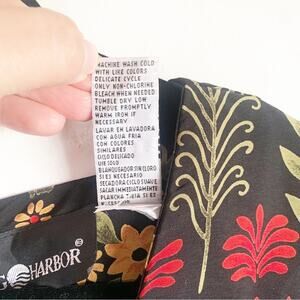 MACHINE WASH COLD
WITH LIKE COLORS
DELICATE CYCLE
ONLY NON-CHLORINE
BLEACH WHEN NEEDED
TUMBLE DRY LOW
REMOVE PROMPTLY
WARM IRON IF
NECESSARY
LAVAR EN LAVADORA
CON AGUA FRIA
CON COLORES
SIMILARES
CICLO DELICADO
USE SOLO
BLANQUEADOR SIN CLORO
SI ES NECESARIO
SECADORA CICLO SUAVE
SACAR IMMEDIATAMENTE
PLANCHA TIBIA SI ES
NECESARIO
HARBOR®